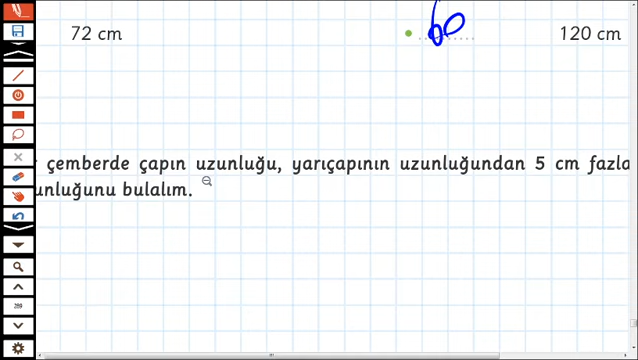 72 cm 60 120 cm
çemberde çapın uzunluğu, yarıçapının uzunluğundan 5 cm fazla
unluğunu bulalım.